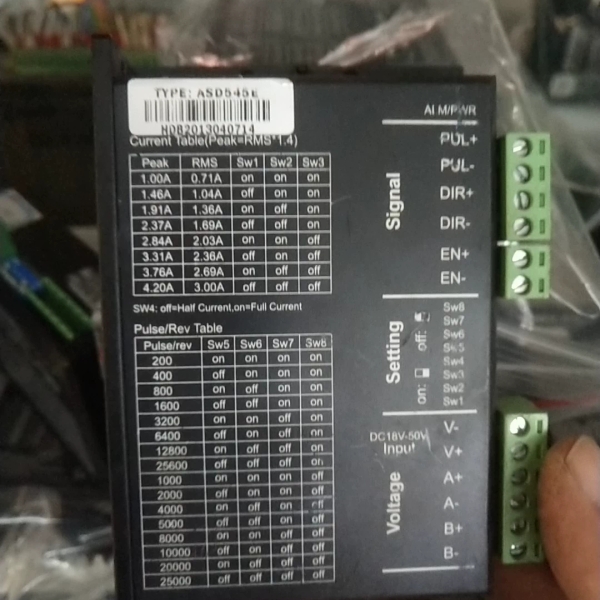 TYPE: ASD545E
H082013040714
Current Table(Peak=RMS*1.4)
Peak RMS Sw1 Sw2 Sw3
1.00A 0.71A on on on
1.46A 1.04A off on on
1.91A 1.36A on off on
2.37A 1.69A off off on
2.84A 2.03A on on off
3.31A 2.36A off on off
3.76A 2.69A on off off
4.20A 3.00A off off off
SW4: off=Half Current,on=Full Current
Pulse/Rev Table
Pulse/rev Sw5 Sw6 Sw7 Sw8
200 on on on on
400 off on on on
800 on off on on
1600 off off on on
3200 on on off on
6400 off on off on
12800 on off off on
25600 off off off on
1000 on on on off
2000 off on on off
4000 on off on off
5000 off off on off
8000 on on off off
10000 off on off off
20000 on off off off
25000 off off off off
ALM/PWR
Signal
PUL+
PUL-
DIR+
DIR-
EN+
EN-
Setting
on:
off:
Sw8
Sw7
Sw6
Sw5
Sw4
Sw3
Sw2
Sw1
Voltage
DC18V-50V
Input
V-
V+
A+
A-
B+
B-